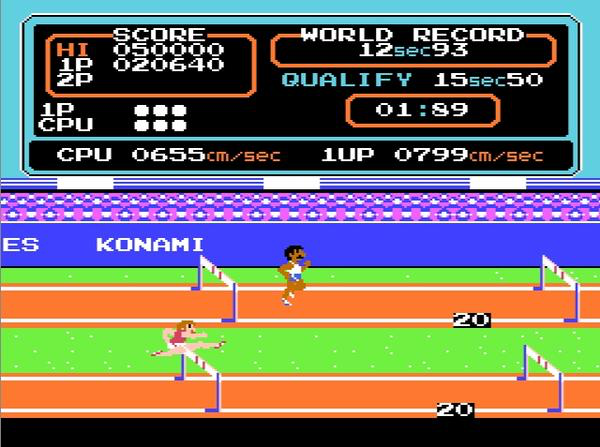 SCORE
HI 050000
1P 020640
2P
WORLD RECORD
12sec93
QUALIFY 15sec50
1P
CPU
01:89
CPU 0655cm/sec 1UP 0799cm/sec
ES KONAMI
20
20